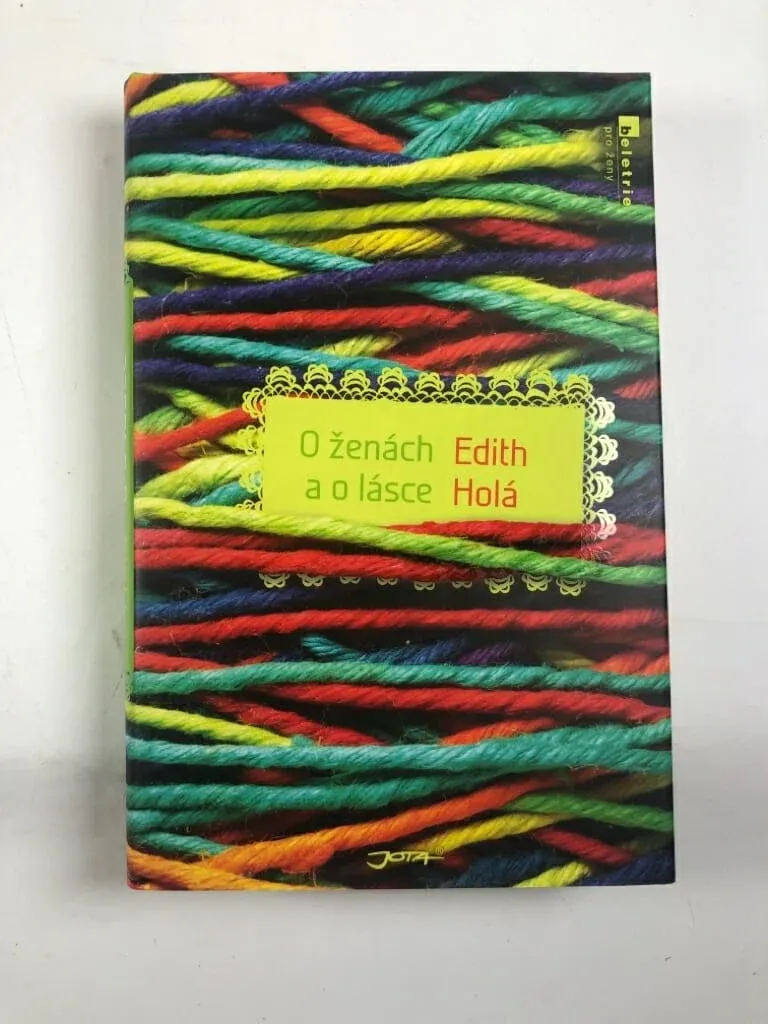 beletrie
pro ženy
O ženách
a o lásce
Edith
Holá
JOTA®